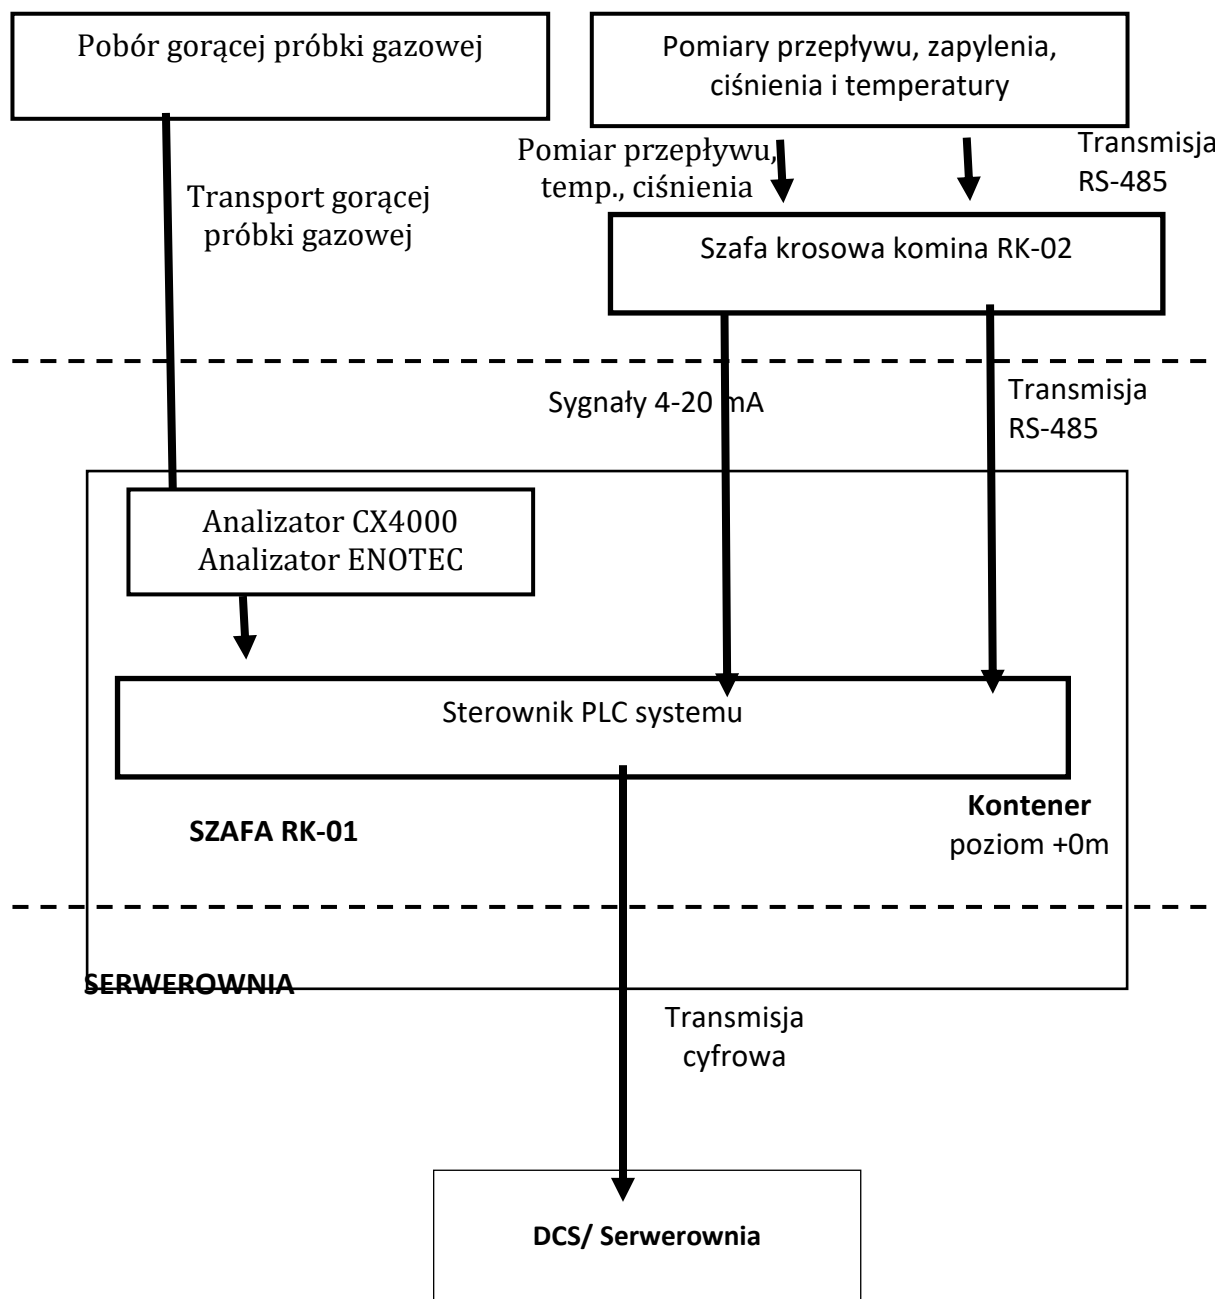 Pobór gorącej próbki gazowej
Pomiary przepływu, zapylenia,
ciśnienia i temperatury
Pomiar przepływu,
temp., ciśnienia
Transmisja
RS-485
Transport gorącej
próbki gazowej
Szafa krosowa komina RK-02
Sygnały 4-20 mA
Transmisja
RS-485
Analizator CX4000
Analizator ENOTEC
Sterownik PLC systemu
SZAFA RK-01
Kontener
poziom +0m
SERWEROWNIA
Transmisja
cyfrowa
DCS/ Serwerownia